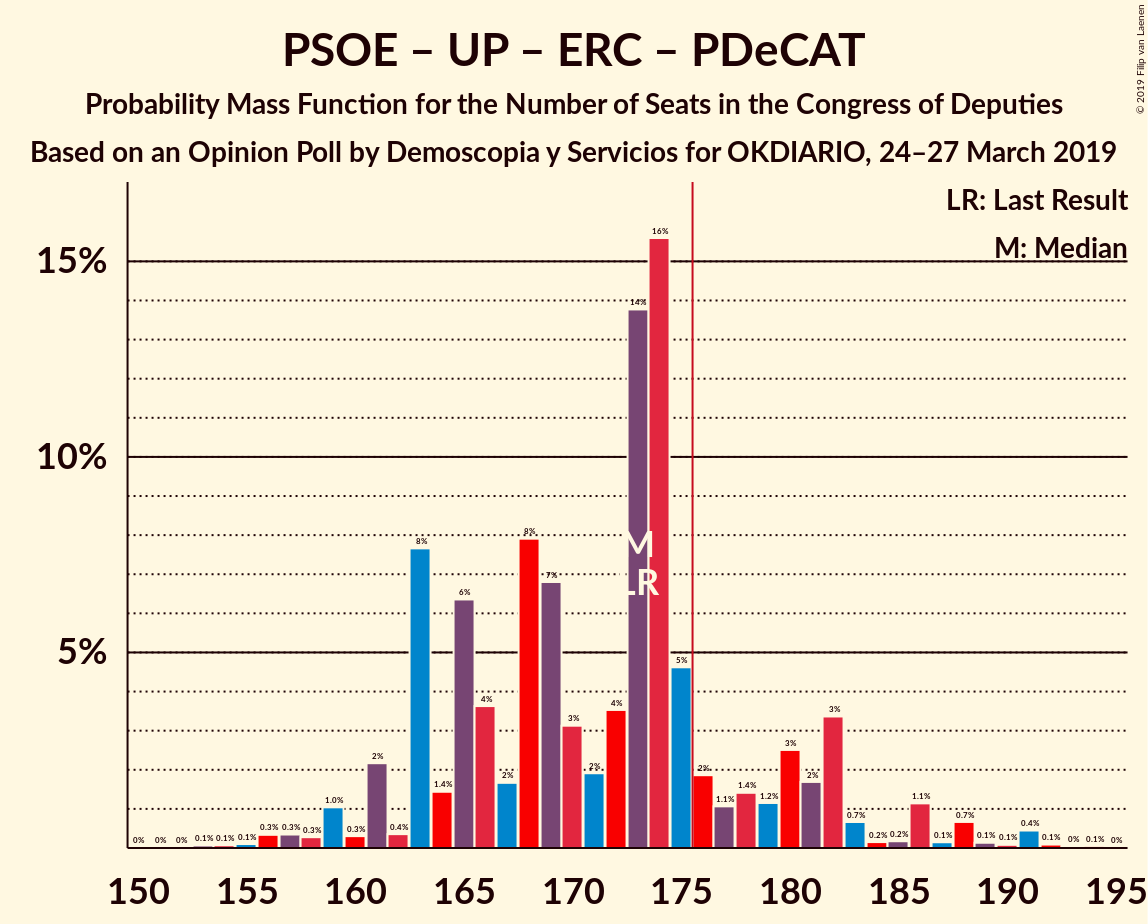 PSOE – UP – ERC – PDeCAT
Probability Mass Function for the Number of Seats in the Congress of Deputies
Based on an Opinion Poll by Demoscopia y Servicios for OKDIARIO, 24–27 March 2019
© 2019 Filip van Laenen
LR: Last Result
M: Median
15%
10%
5%
0% 0% 0% 0.1% 0.1% 0.1% 0.3% 0.3% 0.3% 1.0% 0.3% 2% 0.4% 8% 1.4% 6% 4% 2% 8% 7% 3% 2% 4% 14% 16% 5% 2% 1.1% 1.4% 1.2% 3% 2% 3% 0.7% 0.2% 0.2% 1.1% 0.1% 0.7% 0.1% 0.1% 0.4% 0.1% 0% 0.1% 0%
M
LR
150 155 160 165 170 175 180 185 190 195